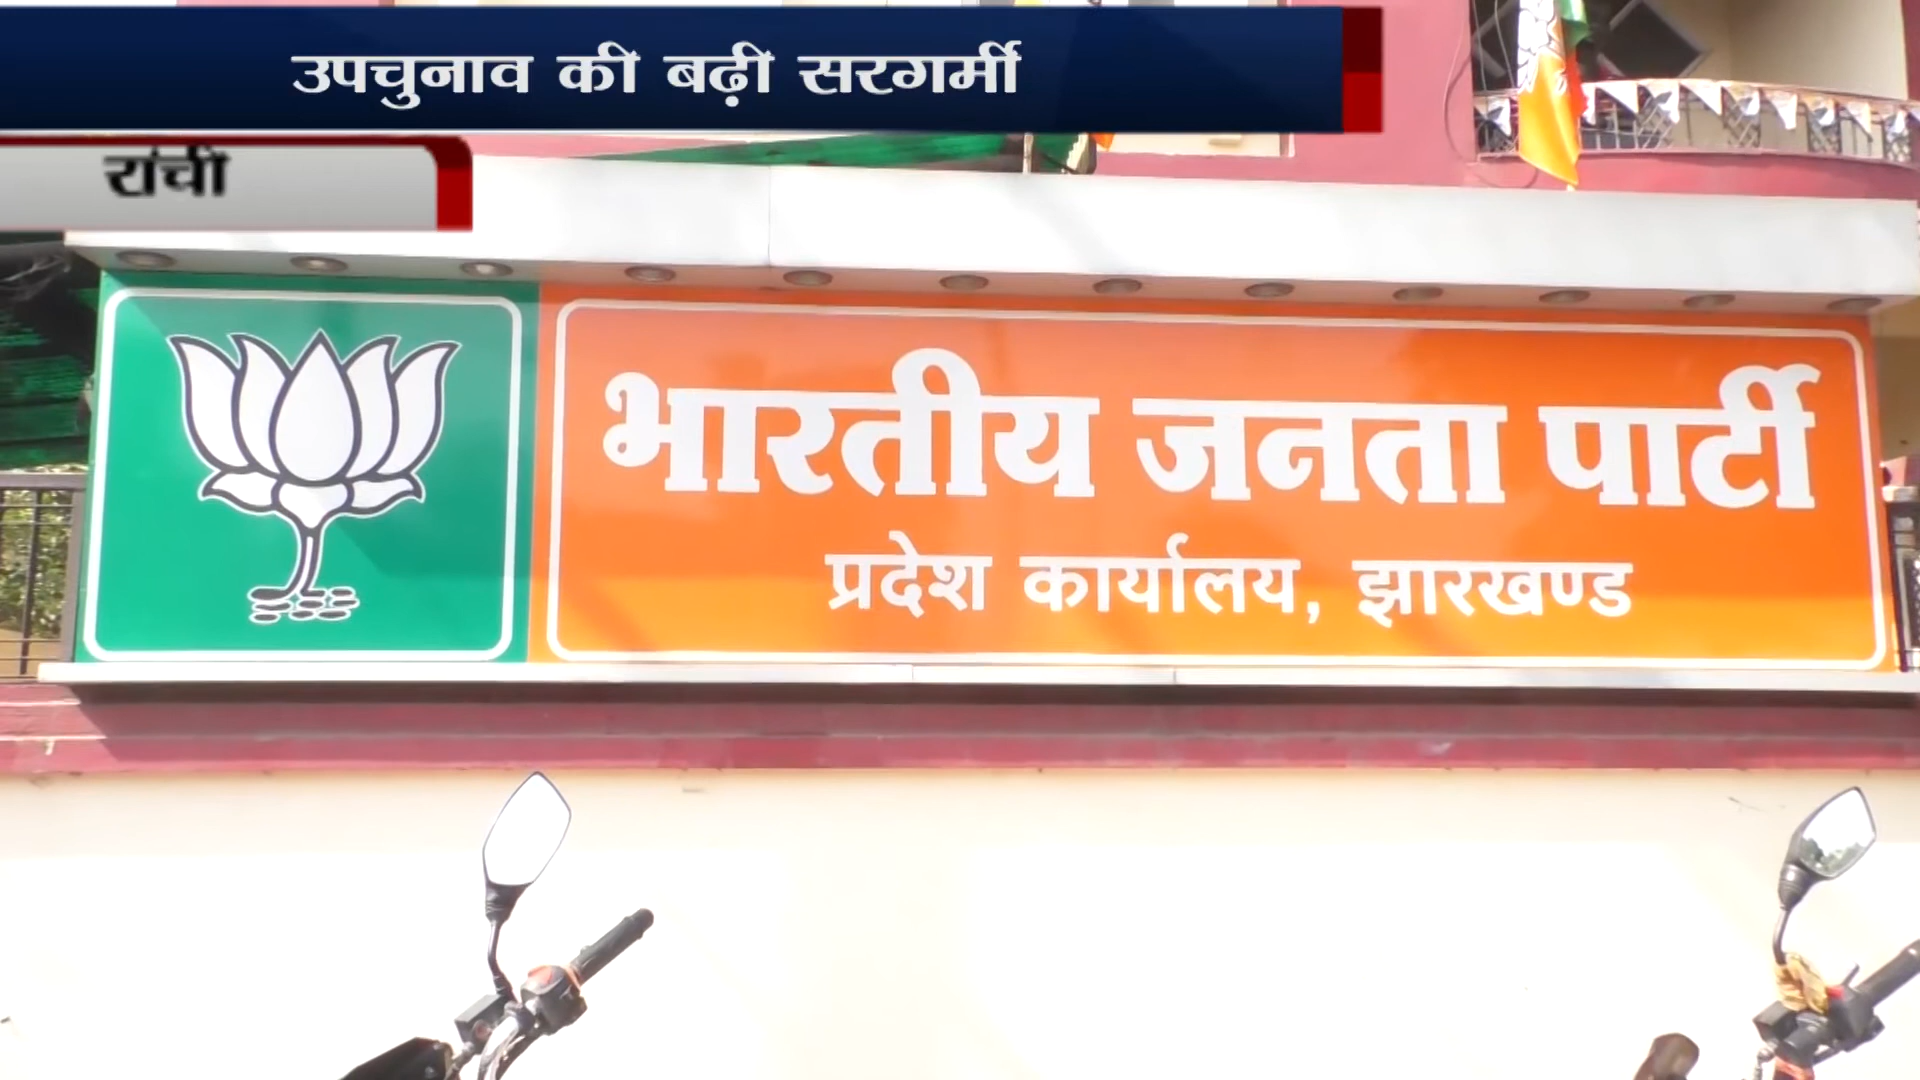 उपचुनाव की बढ़ी सरगर्मी
रांची
भारतीय जनता पार्टी
प्रदेश कार्यालय, झारखण्ड